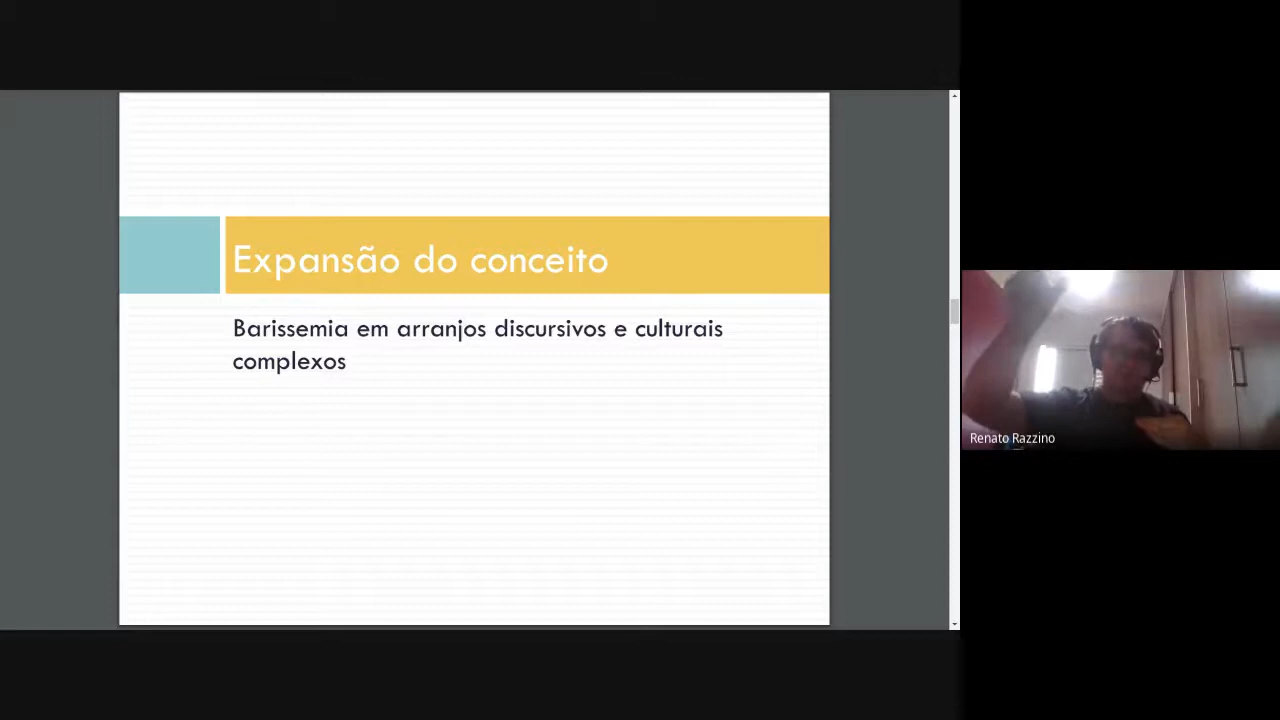 Expansão do conceito
Barissemia em arranjos discursivos e culturais
complexos
Renato Razzino